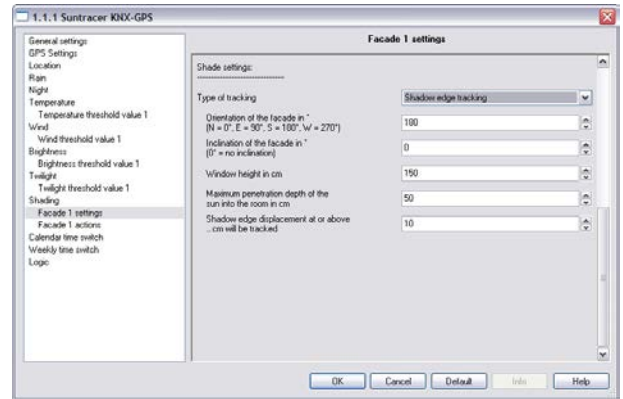 1.1.1 Suntracer KNX-GPS
General settings
GPS Settings
Location
Rain
Night
Temperature
Temperature threshold value 1
Wind
Wind threshold value 1
Brightness
Brightness threshold value 1
Twilight
Twilight threshold value 1
Shading
Facade 1 settings
Facade 1 actions
Calendar time switch
Weekly time switch
Logic
Facade 1 settings
Shade settings:
------------------------------
Type of tracking
Shadow edge tracking
Orientation of the facade in °
(N = 0°, E = 90°, S = 180°, W = 270°)
180
Inclination of the facade in °
(0° = no inclination)
0
Window height in cm
150
Maximum penetration depth of the
sun into the room in cm
50
Shadow edge displacement at or above
...cm will be tracked
10
OK
Cancel
Default
Info
Help